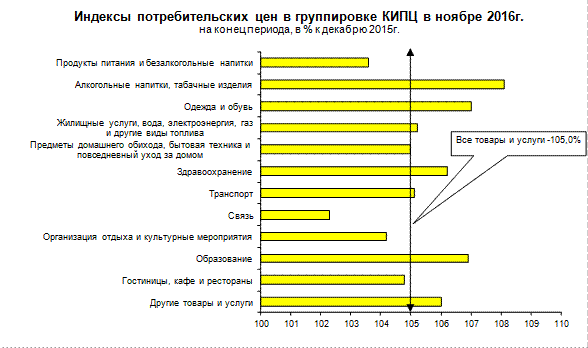 Индексы потребительских цен в группировке КИПЦ в ноябре 2016г.
на конец периода, в % к декабрю 2015г.
Продукты питания и безалкогольные напитки
Алкогольные напитки, табачные изделия
Одежда и обувь
Жилищные услуги, вода, электроэнергия, газ
и другие виды топлива
Предметы домашнего обихода, бытовая техника и
повседневный уход за домом
Все товары и услуги -105,0%
Здравоохранение
Транспорт
Связь
Организация отдыха и культурные мероприятия
Образование
Гостиницы, кафе и рестораны
Другие товары и услуги
100 101 102 103 104 105 106 107 108 109 110